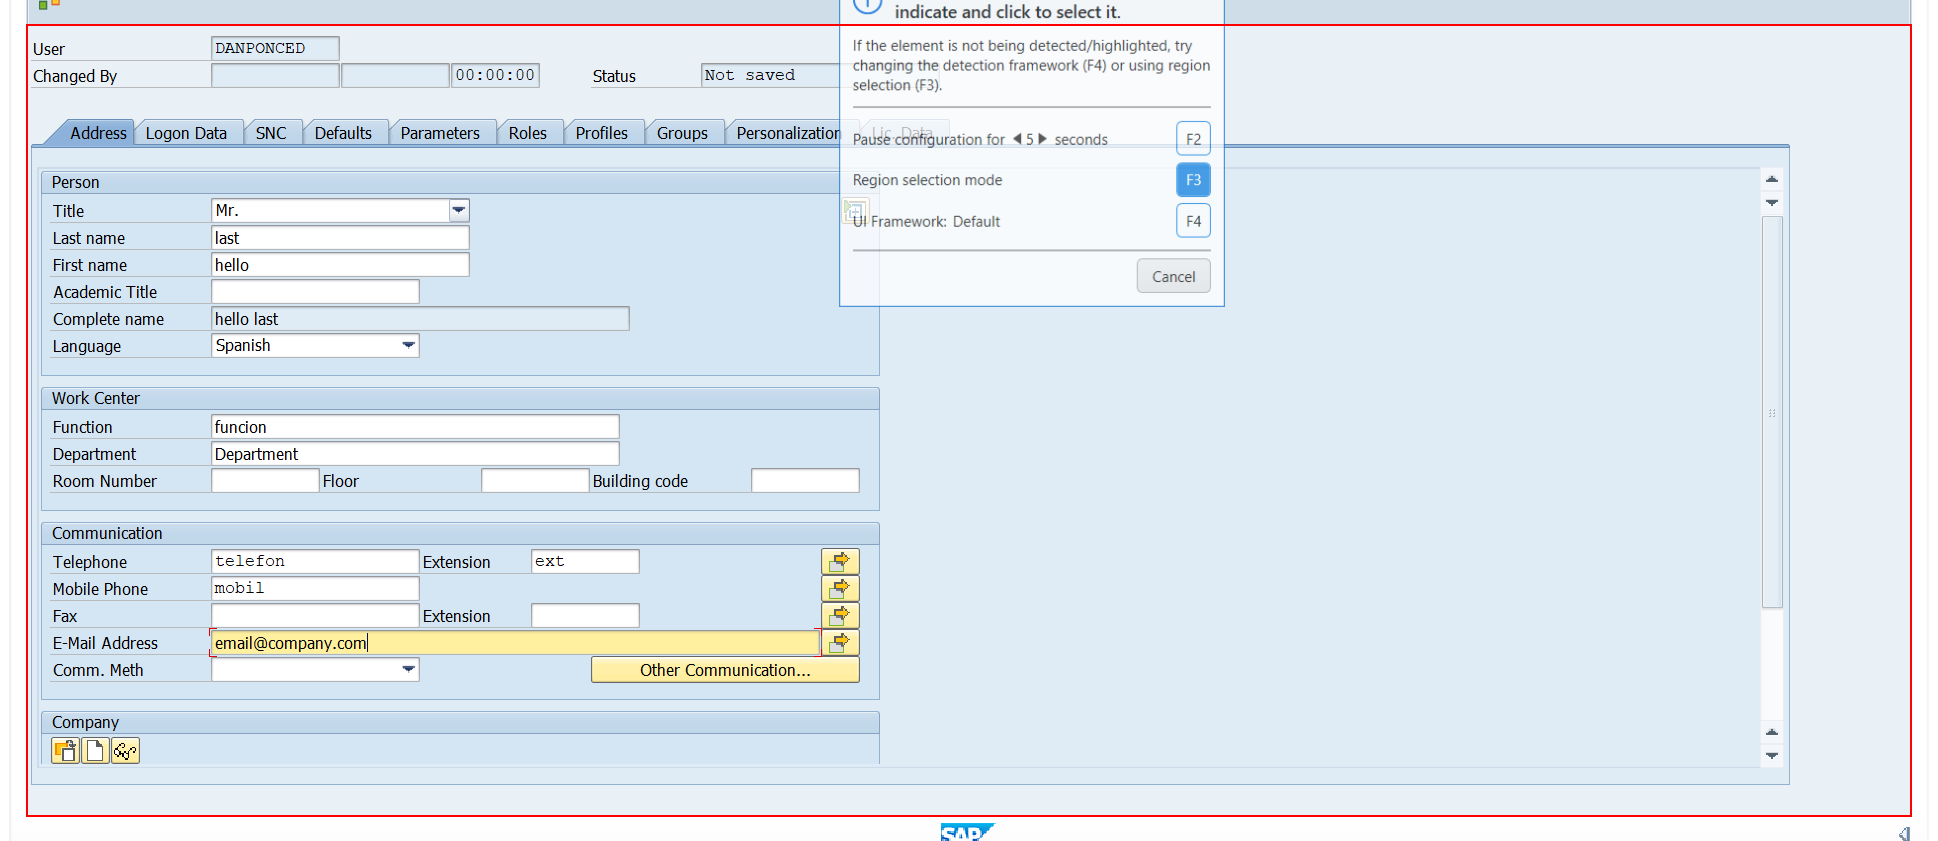 indicate and click to select it.
If the element is not being detected/highlighted, try
changing the detection framework (F4) or using region
selection (F3).
Pause configuration for 5 seconds F2
Region selection mode F3
UI Framework: Default F4
Cancel
User DANPONCED
Changed By 00:00:00 Status Not saved
Address Logon Data SNC Defaults Parameters Roles Profiles Groups Personalization Lic. Data
Person
Title Mr.
Last name last
First name hello
Academic Title
Complete name hello last
Language Spanish
Work Center
Function funcion
Department Department
Room Number Floor Building code
Communication
Telephone telefon Extension ext
Mobile Phone mobil
Fax Extension
E-Mail Address email@company.com
Comm. Meth Other Communication...
Company
SAP